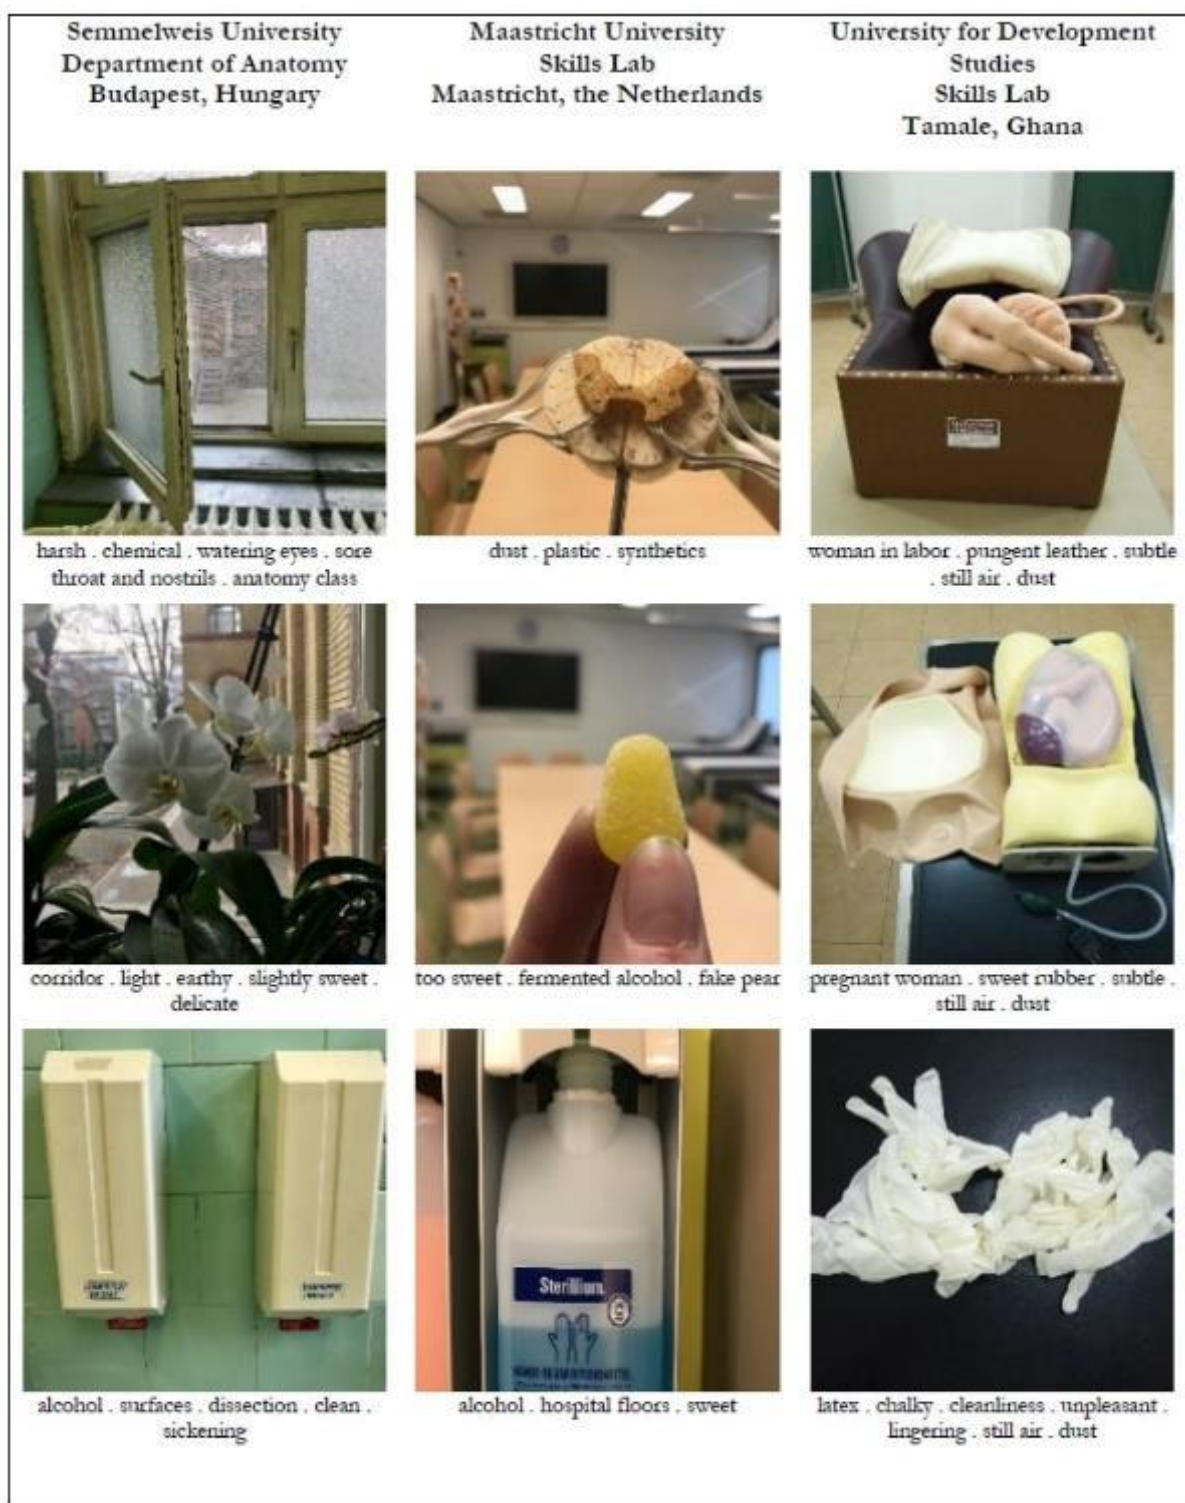 Semmelweis University
Department of Anatomy
Budapest, Hungary
Maastricht University
Skills Lab
Maastricht, the Netherlands
University for Development
Studies
Skills Lab
Tamale, Ghana
harsh . chemical . watering eyes . sore
throat and nostrils . anatomy class
dust . plastic . synthetics
woman in labor . pungent leather . subtle
. still air . dust
corridor . light . earthy . slightly sweet .
delicate
too sweet . fermented alcohol . fake pear
pregnant woman . sweet rubber . subtle .
still air . dust
Sterillium
alcohol . surfaces . dissection . clean .
sickening
alcohol . hospital floors . sweet
latex . chalky . cleanliness . unpleasant .
lingering . still air . dust